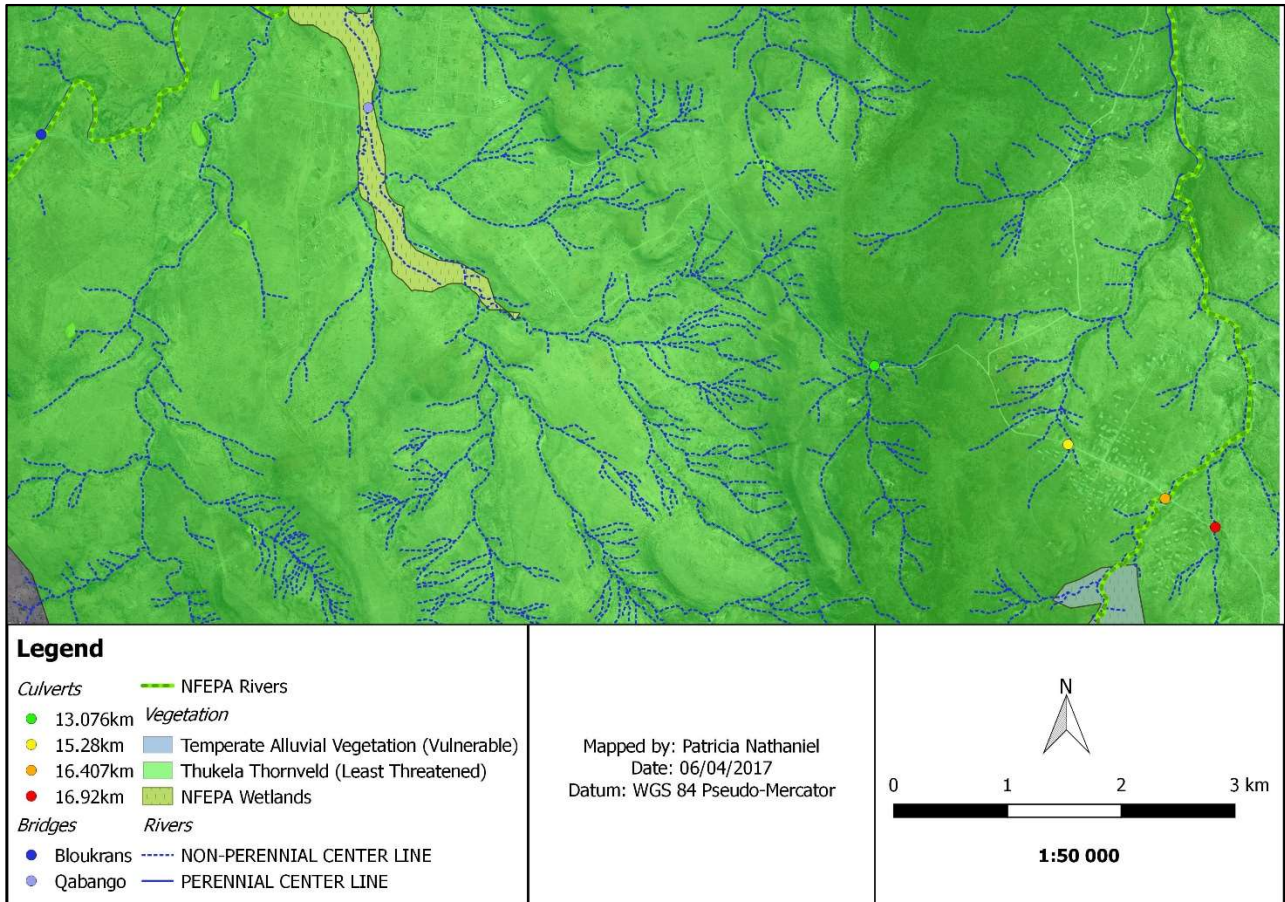 Legend
Culverts
13.076km
15.28km
16.407km
16.92km
Bridges
Bloukrans
Qabango
NFEPA Rivers
Vegetation
Temperate Alluvial Vegetation (Vulnerable)
Thukela Thornveld (Least Threatened)
NFEPA Wetlands
Rivers
NON-PERENNIAL CENTER LINE
PERENNIAL CENTER LINE
Mapped by: Patricia Nathaniel
Date: 06/04/2017
Datum: WGS 84 Pseudo-Mercator
N
0 1 2 3 km
1:50 000